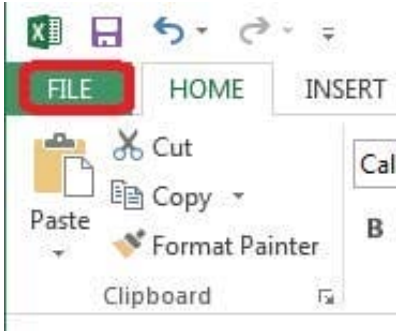 FILE HOME INSERT
Cut
Cal
Copy
Paste
B
Format Painter
Clipboard